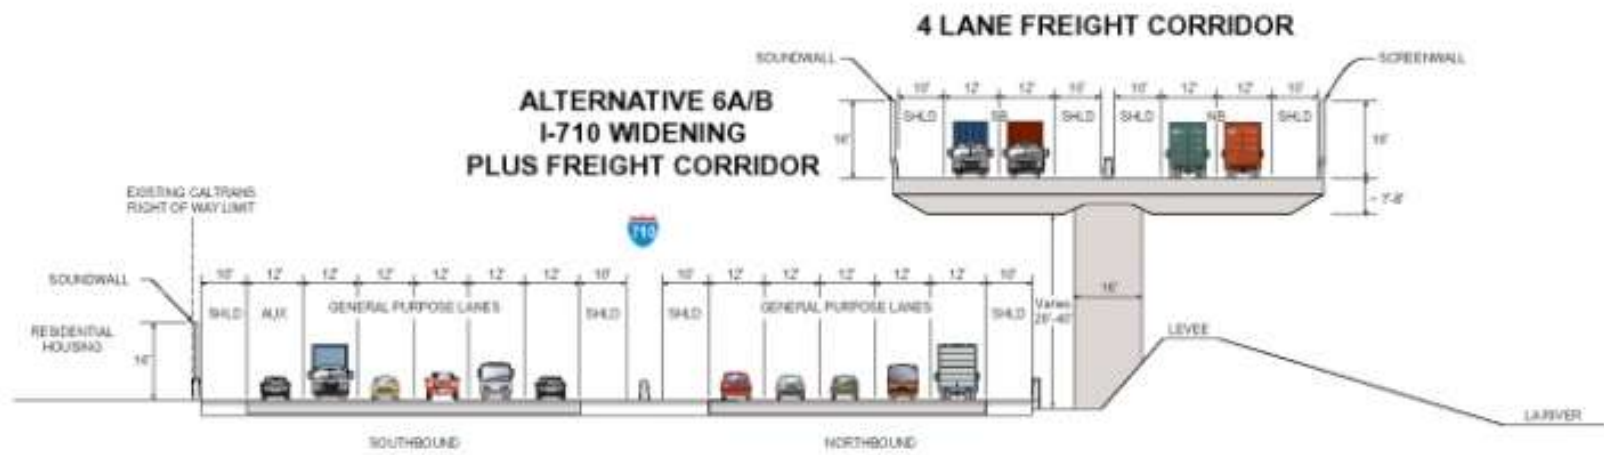 4 LANE FREIGHT CORRIDOR
SOUNDWALL
SCREENWALL
10' 12' 12' 10' 10' 12' 12' 10'
ALTERNATIVE 6A/B
I-710 WIDENING
PLUS FREIGHT CORRIDOR
SHLD SB SHLD SHLD NB SHLD
16' 16'
EXISTING CALTRANS
RIGHT OF WAY LIMIT
710
SOUNDWALL
10' 12' 12' 12' 12' 12' 12' 10' 10' 12' 12' 12' 12' 12' 10'
16'
SHLD AUX GENERAL PURPOSE LANES SHLD SHLD GENERAL PURPOSE LANES SHLD
Varies
RESIDENTIAL
HOUSING
16'
LEVEE
LA RIVER
SOUTHBOUND
NORTHBOUND